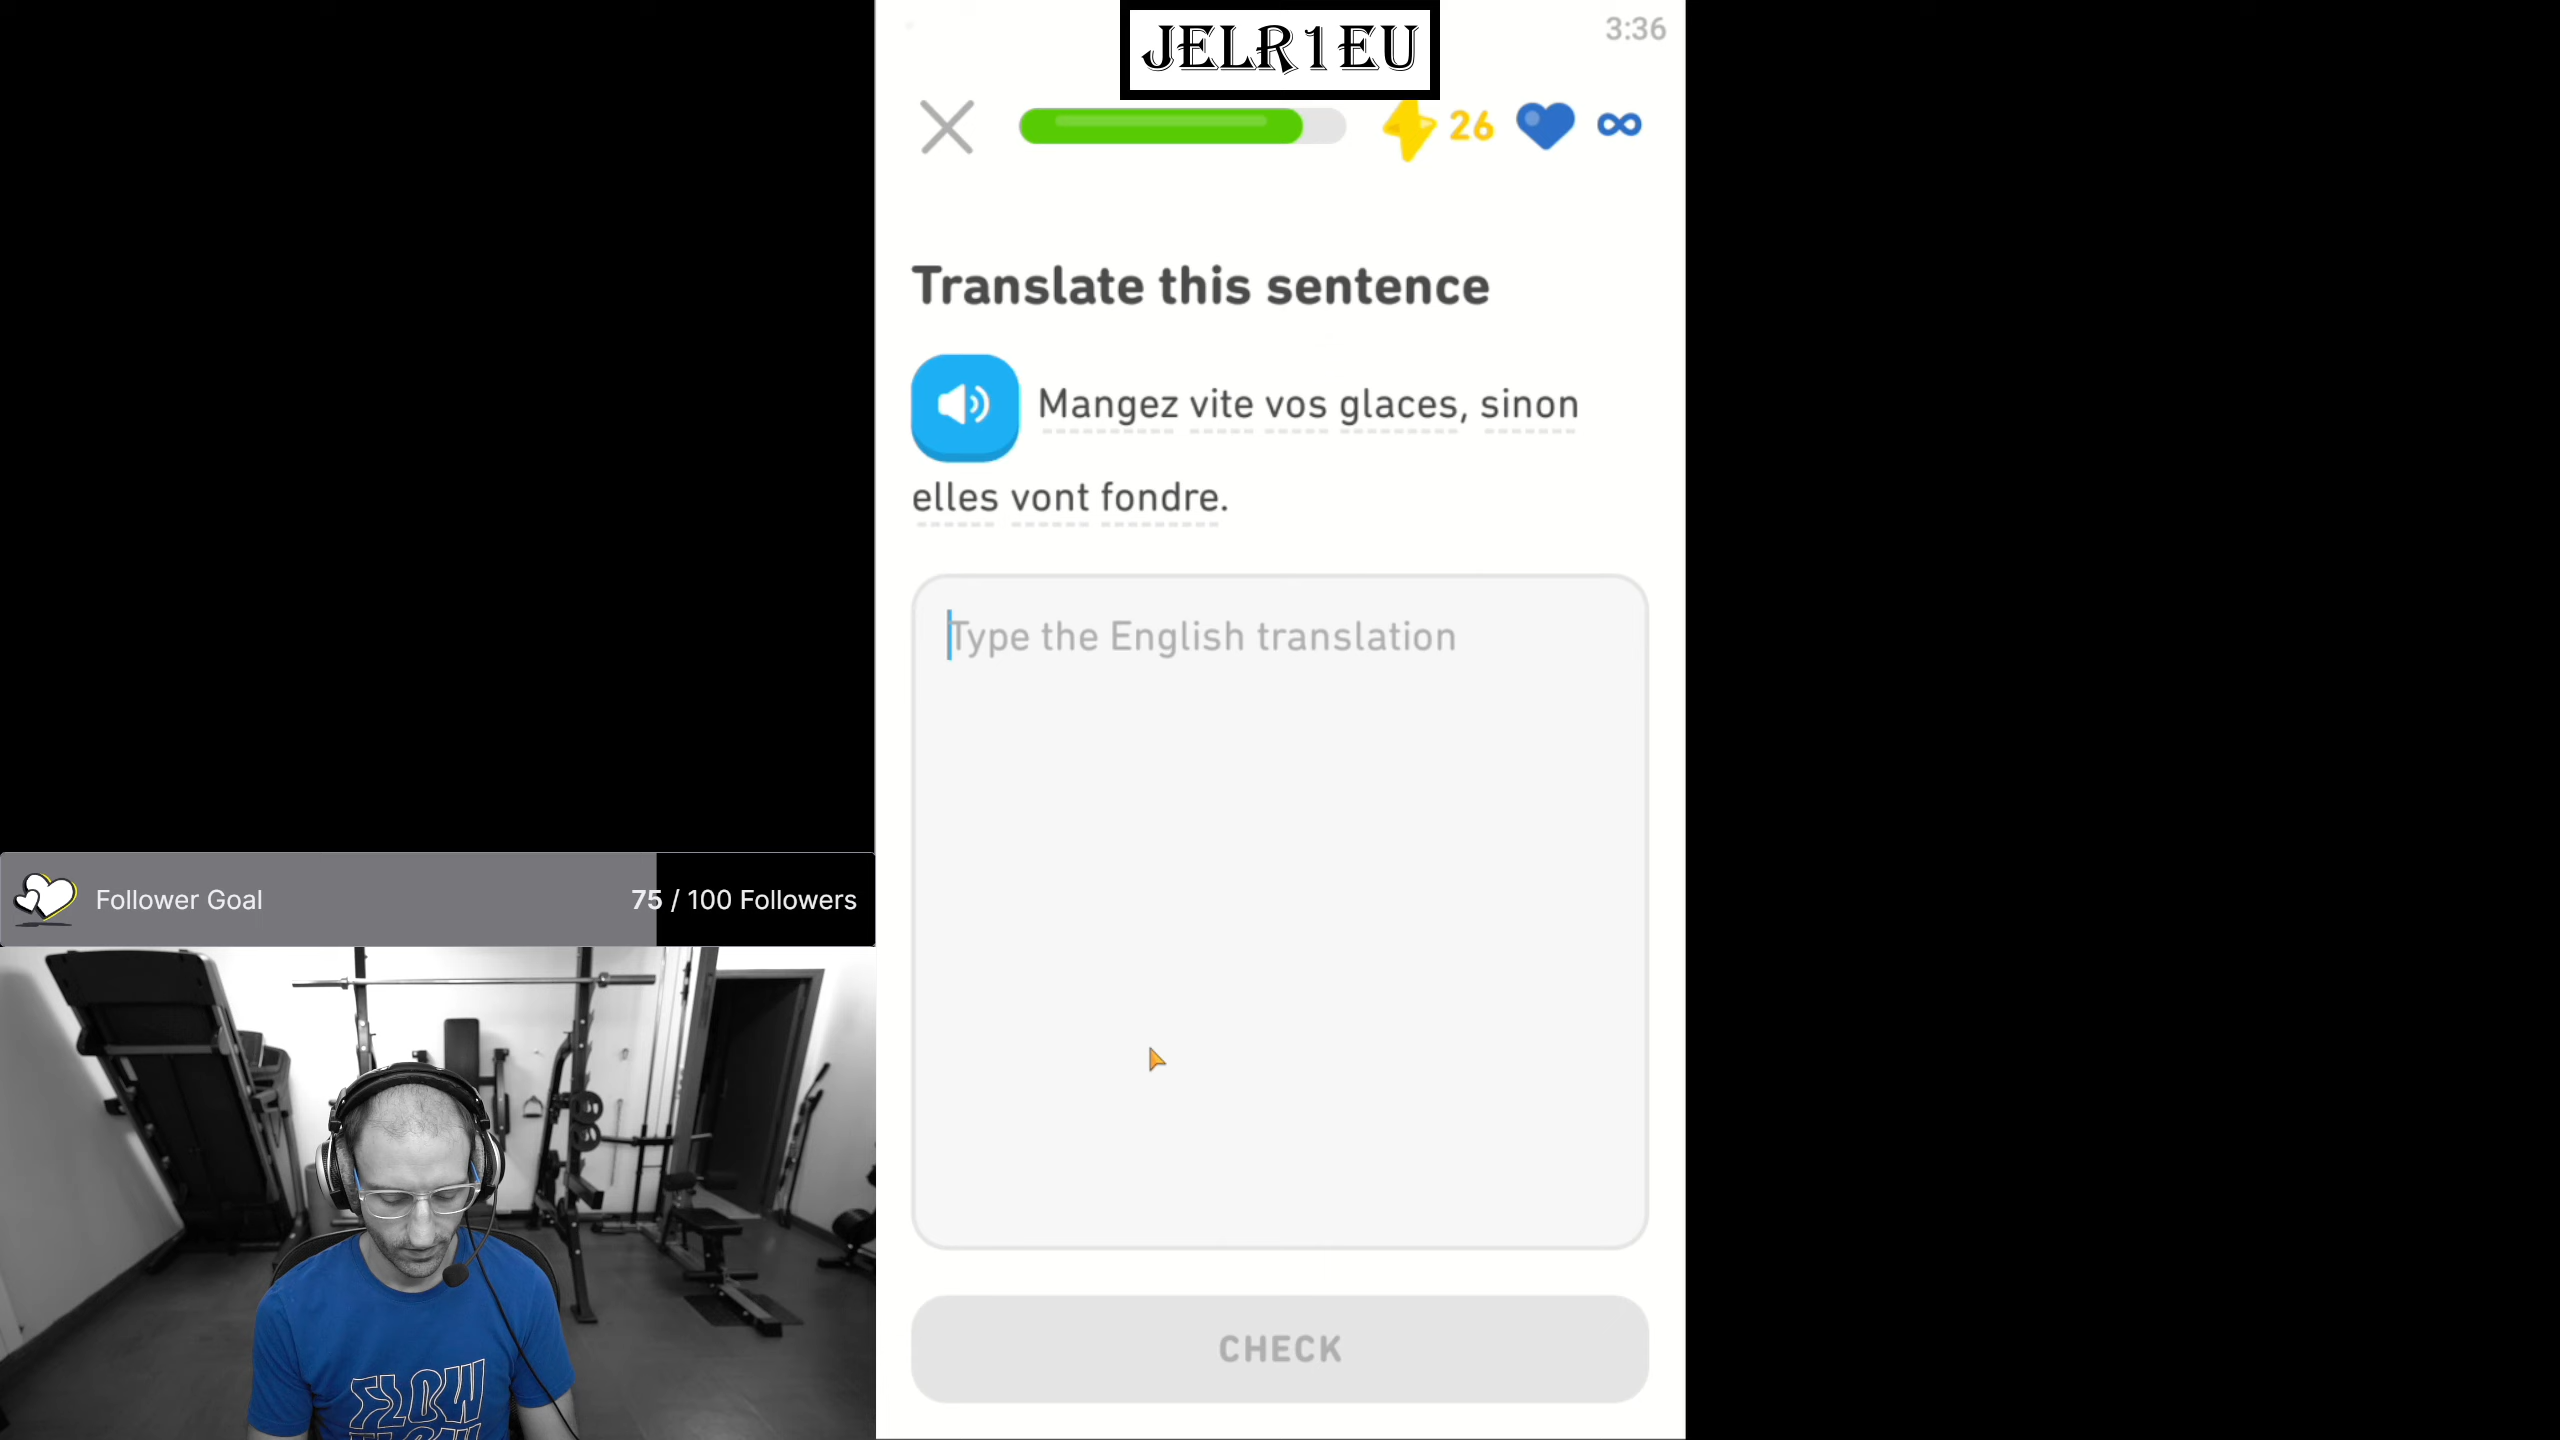 JELR1EU
3:36
26
Translate this sentence
Mangez vite vos glaces, sinon
elles vont fondre.
Type the English translation
CHECK
Follower Goal
75 / 100 Followers
FLOW